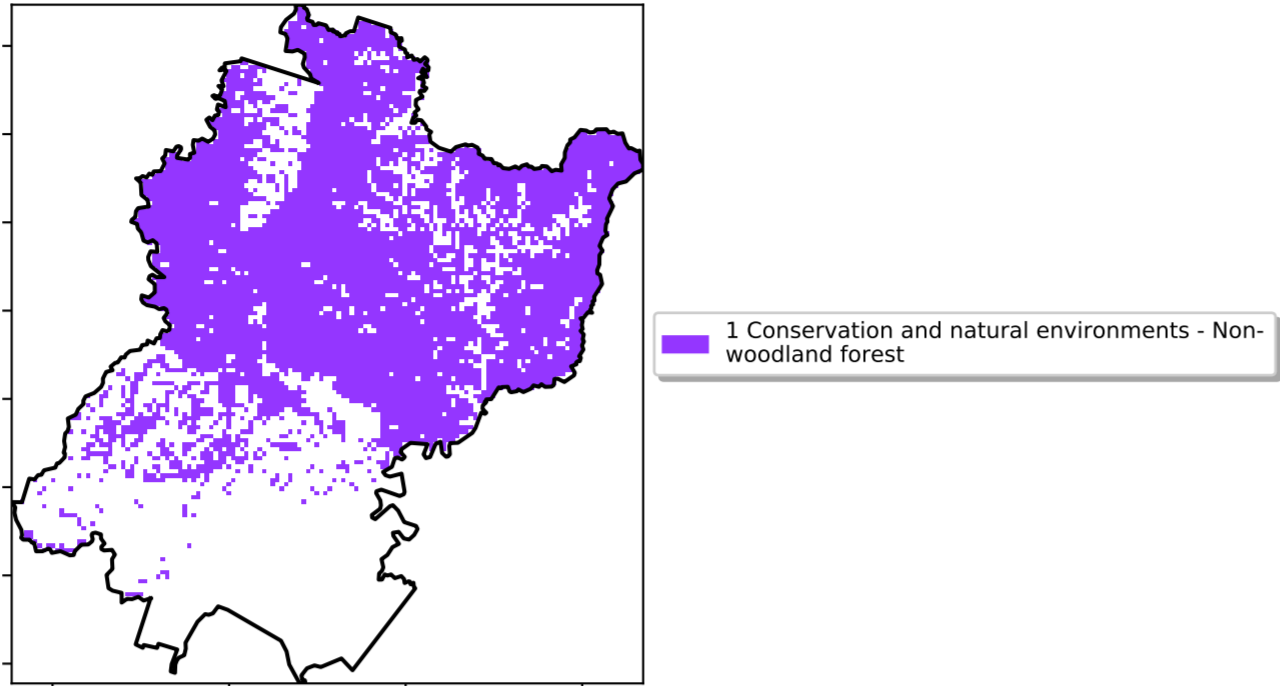 1 Conservation and natural environments - Non-
woodland forest